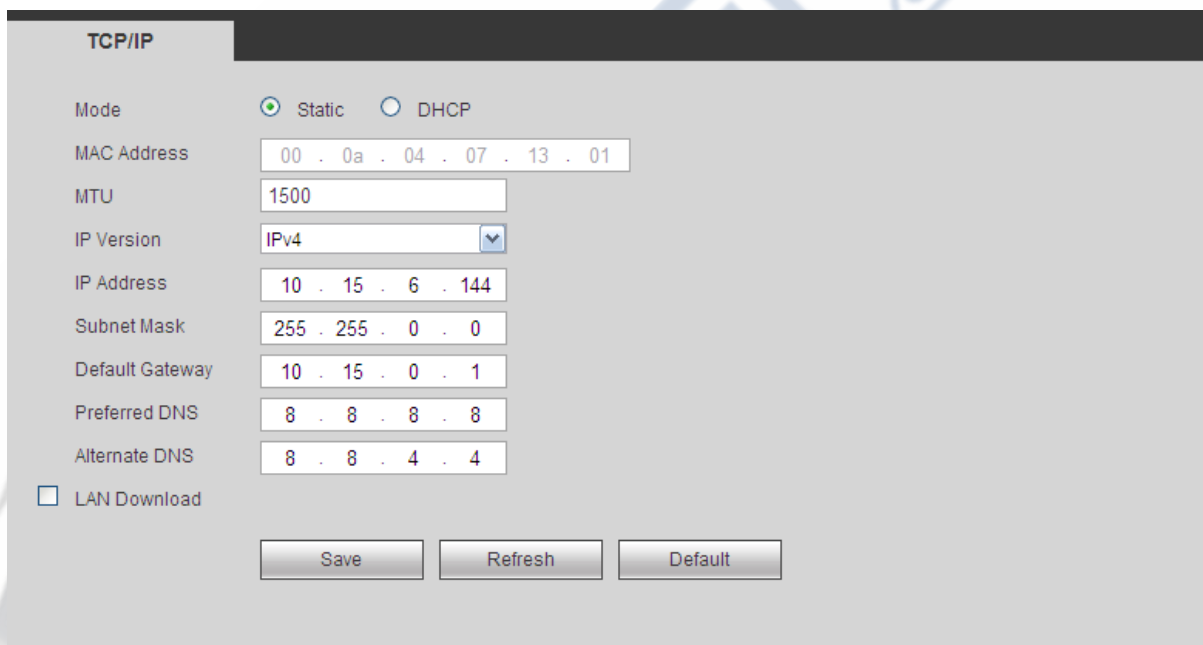 TCP/IP
Mode Static DHCP
MAC Address 00 . 0a . 04 . 07 . 13 . 01
MTU 1500
IP Version IPv4
IP Address 10 . 15 . 6 . 144
Subnet Mask 255 . 255 . 0 . 0
Default Gateway 10 . 15 . 0 . 1
Preferred DNS 8 . 8 . 8 . 8
Alternate DNS 8 . 8 . 4 . 4
LAN Download
Save Refresh Default